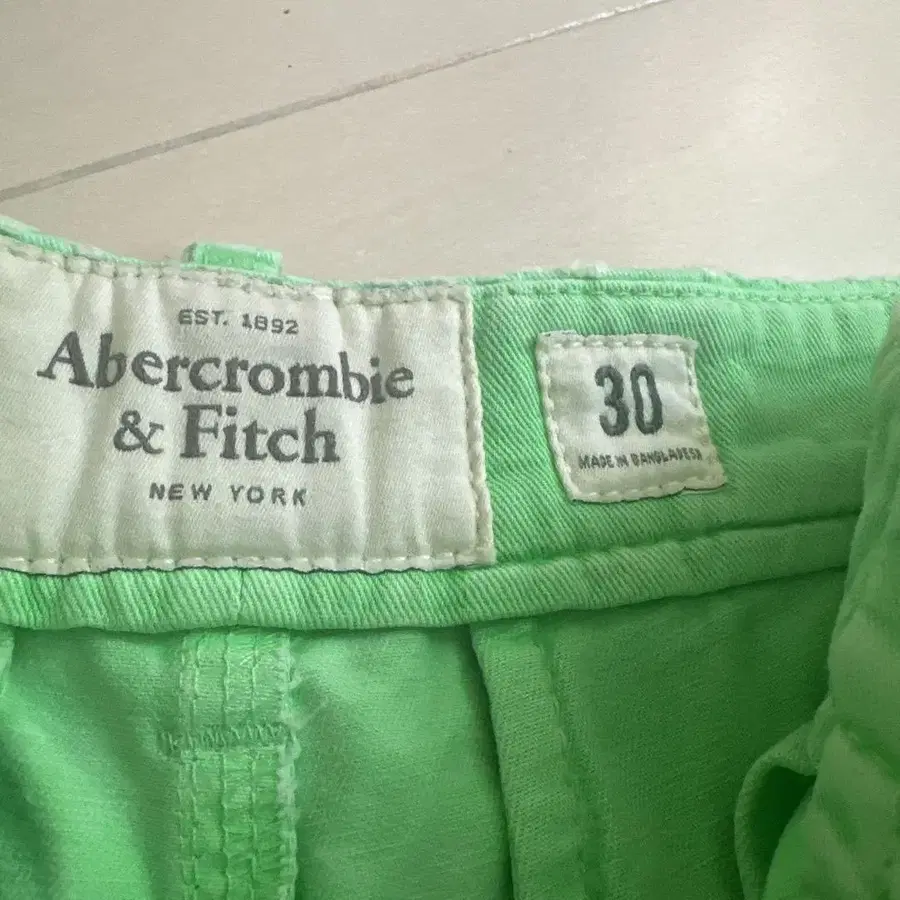 EST. 1892
Abercrombie
& Fitch
NEW YORK
30
MADE IN BANGLADESH